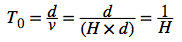 T₀ = d/v = d/(H × d) = 1/H